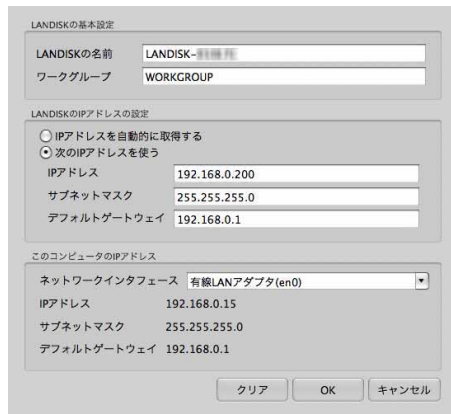 LANDISKの基本設定
LANDISKの名前 LANDISK-
ワークグループ WORKGROUP
LANDISKのIPアドレスの設定
IPアドレスを自動的に取得する
次のIPアドレスを使う
IPアドレス 192.168.0.200
サブネットマスク 255.255.255.0
デフォルトゲートウェイ 192.168.0.1
このコンピュータのIPアドレス
ネットワークインタフェース 有線LANアダプタ(en0)
IPアドレス 192.168.0.15
サブネットマスク 255.255.255.0
デフォルトゲートウェイ 192.168.0.1
クリア OK キャンセル